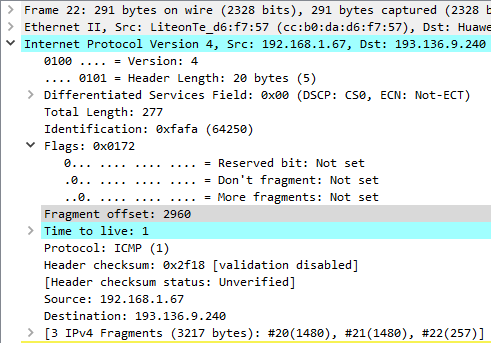 Frame 22: 291 bytes on wire (2328 bits), 291 bytes captured (2328 b
Ethernet II, Src: LiteonTe_d6:f7:57 (cc:b0:da:d6:f7:57), Dst: Huawe
Internet Protocol Version 4, Src: 192.168.1.67, Dst: 193.136.9.240
0100 .... = Version: 4
.... 0101 = Header Length: 20 bytes (5)
Differentiated Services Field: 0x00 (DSCP: CS0, ECN: Not-ECT)
Total Length: 277
Identification: 0xfafa (64250)
Flags: 0x0172
0... .... .... .... = Reserved bit: Not set
.0.. .... .... .... = Don't fragment: Not set
..0. .... .... .... = More fragments: Not set
Fragment offset: 2960
Time to live: 1
Protocol: ICMP (1)
Header checksum: 0x2f18 [validation disabled]
[Header checksum status: Unverified]
Source: 192.168.1.67
Destination: 193.136.9.240
[3 IPv4 Fragments (3217 bytes): #20(1480), #21(1480), #22(257)]